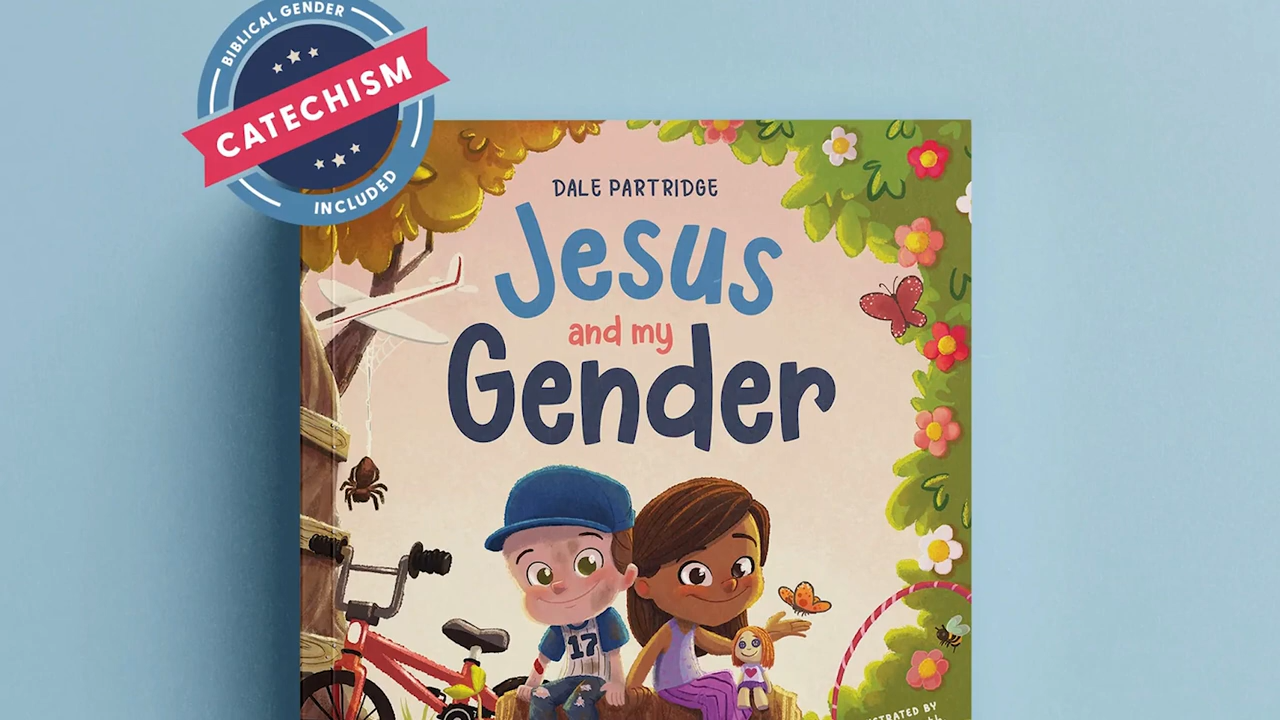 BIBLICAL GENDER
CATECHISM
INCLUDED
DALE PARTRIDGE
Jesus
and my
Gender
17